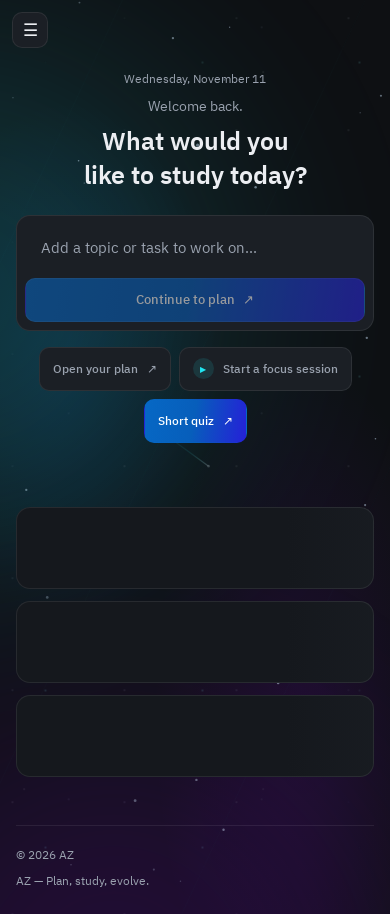 Wednesday, November 11
Welcome back.
What would you
like to study today?
Add a topic or task to work on...
Continue to plan ↗
Open your plan ↗
Start a focus session
Short quiz ↗
© 2026 AZ
AZ — Plan, study, evolve.